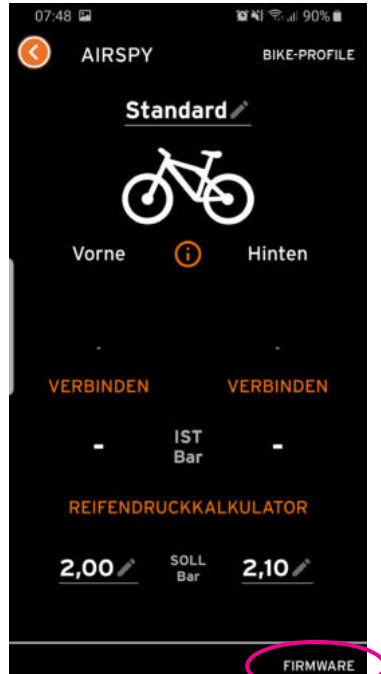 07:48 90%
AIRSPY BIKE-PROFILE
Standard
Vorne i Hinten
- -
VERBINDEN VERBINDEN
- IST -
Bar
REIFENDRUCKKALKULATOR
2,00 SOLL 2,10
Bar
FIRMWARE